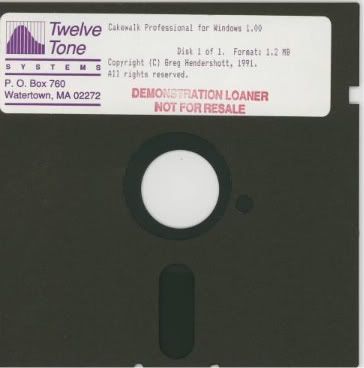 Twelve
Tone
SYSTEMS
P. O. Box 760
Watertown, MA 02272
Cakewalk Professional for Windows 1.00
Disk 1 of 1. Format: 1.2 MB
Copyright (C) Greg Hendershott, 1991.
All rights reserved.
DEMONSTRATION LOANER
NOT FOR RESALE